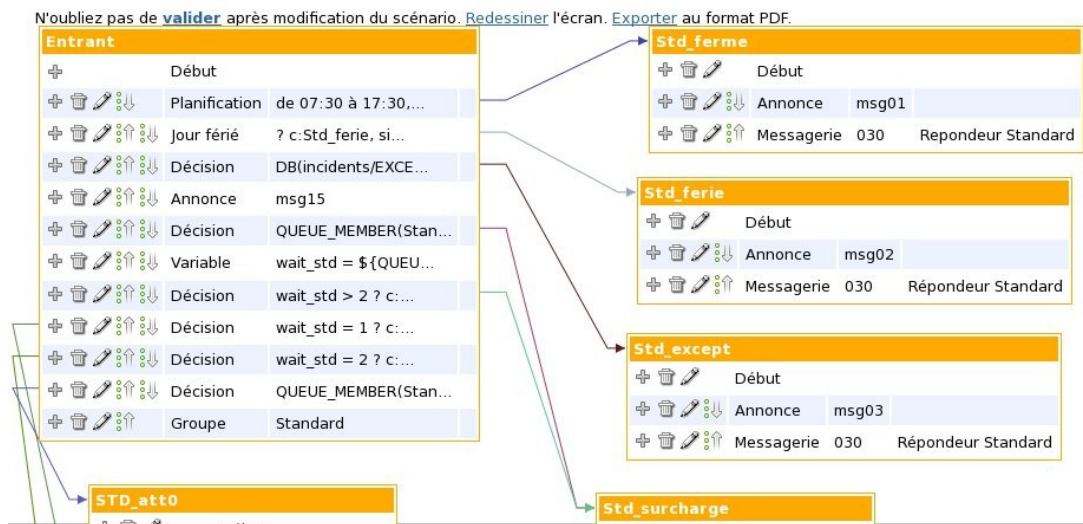 N'oubliez pas de valider après modification du scénario. Redessiner l'écran. Exporter au format PDF.
Entrant
Début
Planification de 07:30 à 17:30,...
Jour férié ? c:Std_ferie, si...
Décision DB(incidents/EXCE...
Annonce msg15
Décision QUEUE_MEMBER(Stan...
Variable wait_std = ${QUEU...
Décision wait_std > 2 ? c:...
Décision wait_std = 1 ? c:...
Décision wait_std = 2 ? c:...
Décision QUEUE_MEMBER(Stan...
Groupe Standard
Std_ferme
Début
Annonce msg01
Messagerie 030 Repondeur Standard
Std_ferie
Début
Annonce msg02
Messagerie 030 Répondeur Standard
Std_except
Début
Annonce msg03
Messagerie 030 Répondeur Standard
STD_att0
Std_surcharge